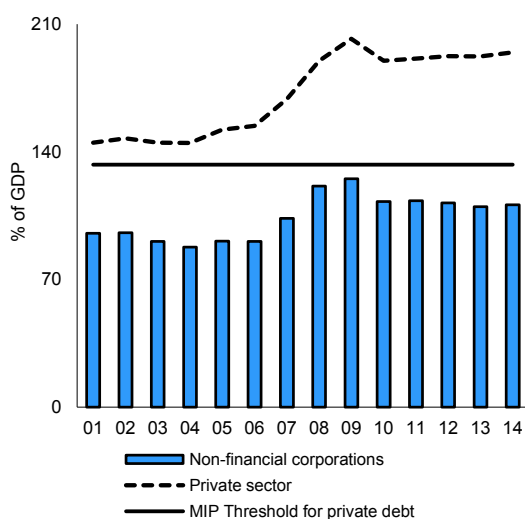 % of GDP
210
140
70
0
01 02 03 04 05 06 07 08 09 10 11 12 13 14
Non-financial corporations
Private sector
MIP Threshold for private debt